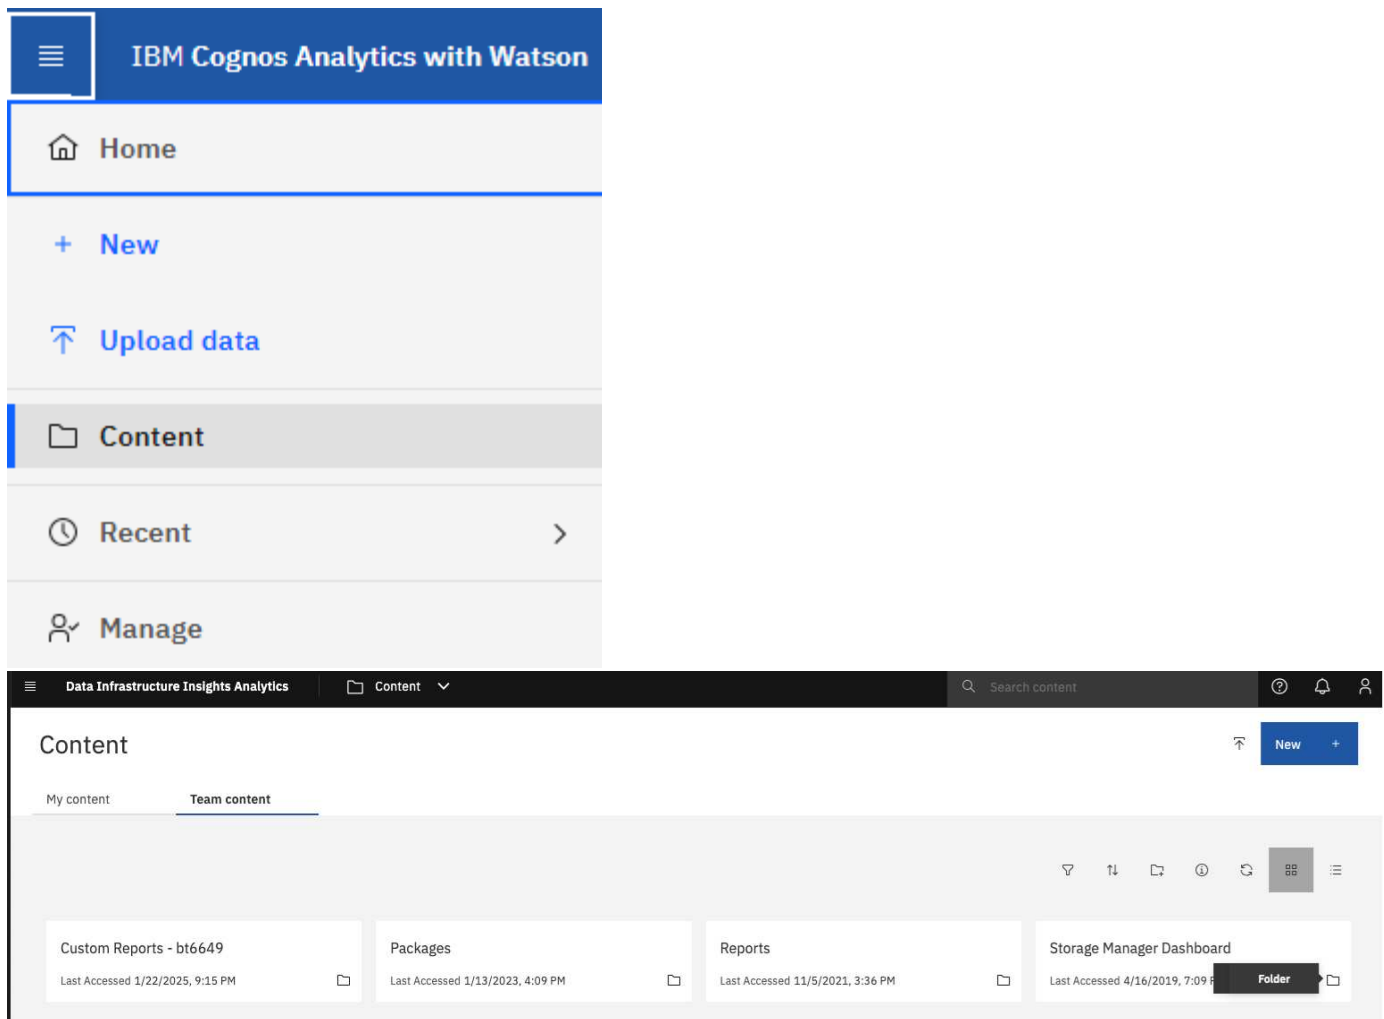 IBM Cognos Analytics with Watson
Home
New
Upload data
Content
Recent
Manage
Data Infrastructure Insights Analytics Content Search content
Content New +
My content Team content
Custom Reports - bt6649 Packages Reports Storage Manager Dashboard
Last Accessed 1/22/2025, 9:15 PM Last Accessed 1/13/2023, 4:09 PM Last Accessed 11/5/2021, 3:36 PM Last Accessed 4/16/2019, 7:09 Folder